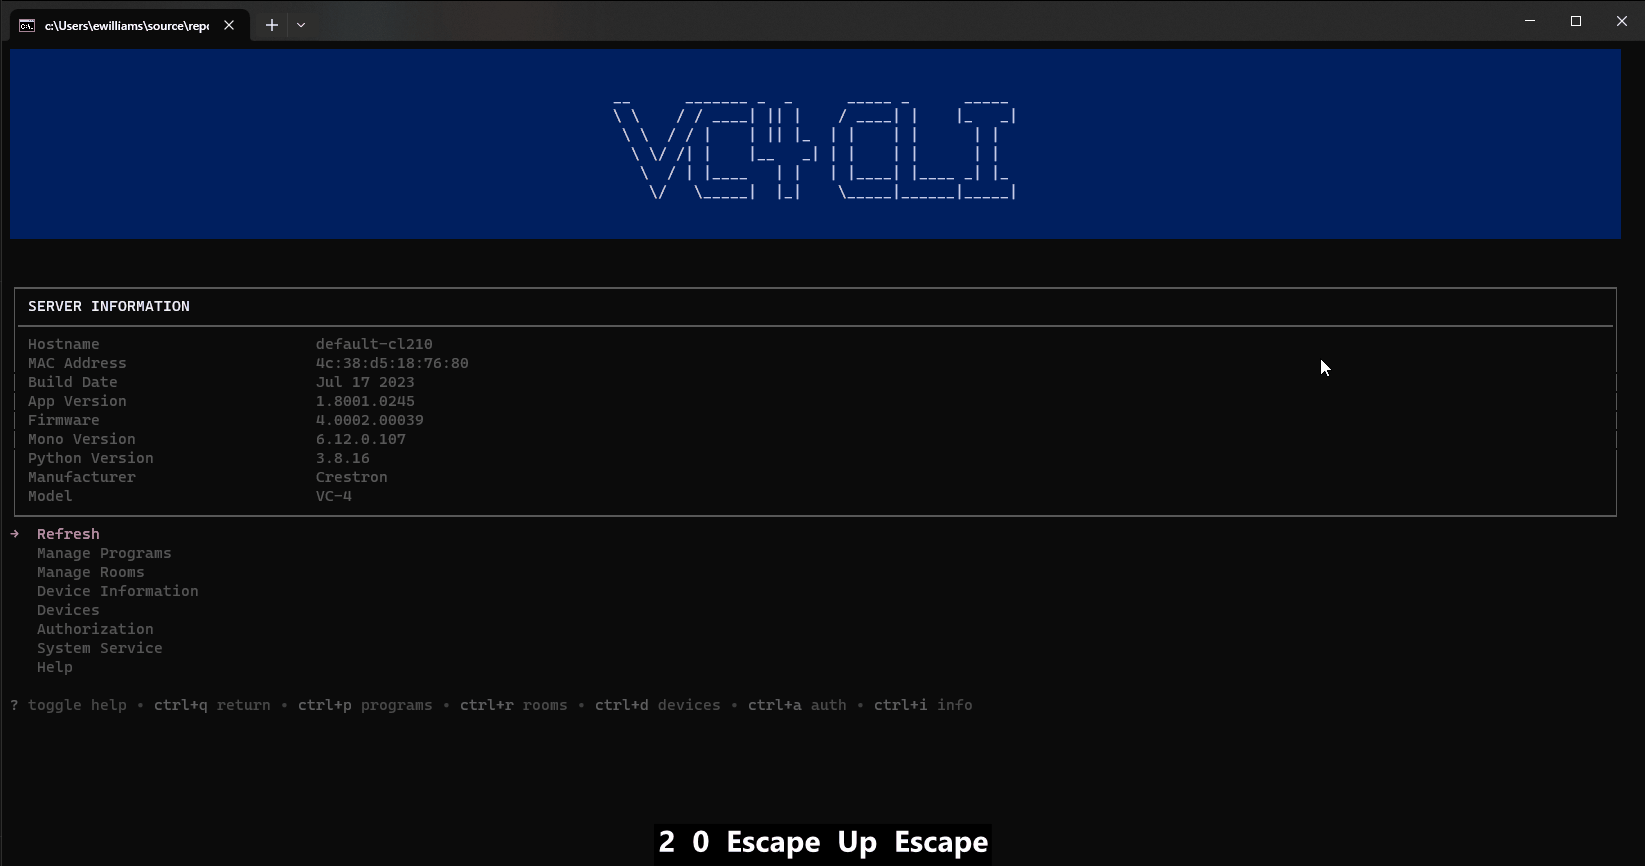 c:\Users\ewilliams\source\repo
VC4 CLI
SERVER INFORMATION
Hostname default-cl210
MAC Address 4c:38:d5:18:76:80
Build Date Jul 17 2023
App Version 1.8001.0245
Firmware 4.0002.00039
Mono Version 6.12.0.107
Python Version 3.8.16
Manufacturer Crestron
Model VC-4
→ Refresh
Manage Programs
Manage Rooms
Device Information
Devices
Authorization
System Service
Help
? toggle help • ctrl+q return • ctrl+p programs • ctrl+r rooms • ctrl+d devices • ctrl+a auth • ctrl+i info
2 0 Escape Up Escape